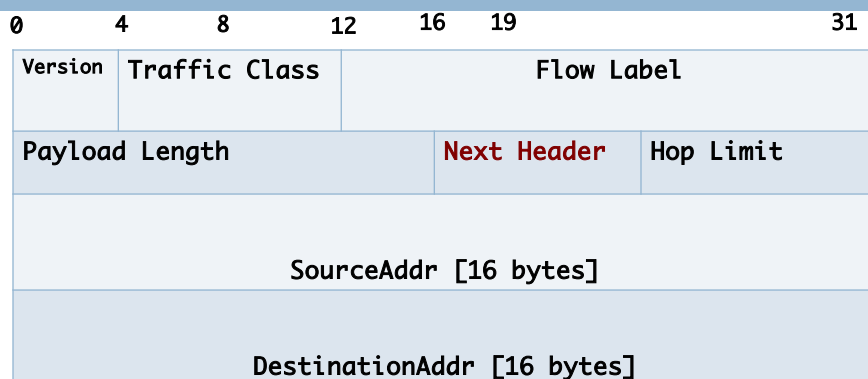 0 4 8 12 16 19 31
Version Traffic Class Flow Label
Payload Length Next Header Hop Limit
SourceAddr [16 bytes]
DestinationAddr [16 bytes]